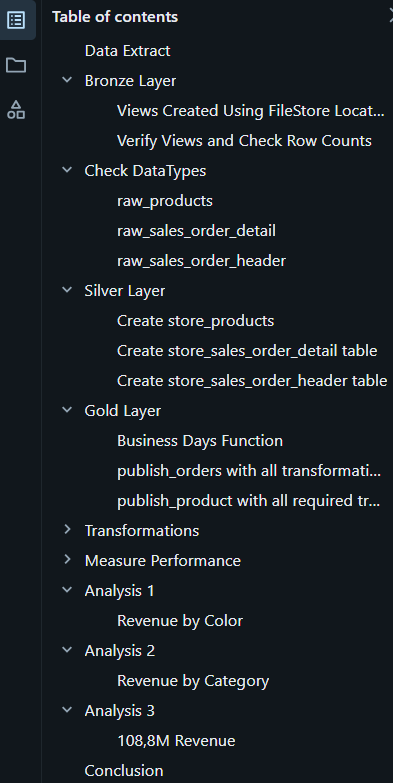 Table of contents
Data Extract
Bronze Layer
Views Created Using FileStore Locat...
Verify Views and Check Row Counts
Check DataTypes
raw_products
raw_sales_order_detail
raw_sales_order_header
Silver Layer
Create store_products
Create store_sales_order_detail table
Create store_sales_order_header table
Gold Layer
Business Days Function
publish_orders with all transformati...
publish_product with all required tr...
Transformations
Measure Performance
Analysis 1
Revenue by Color
Analysis 2
Revenue by Category
Analysis 3
108,8M Revenue
Conclusion